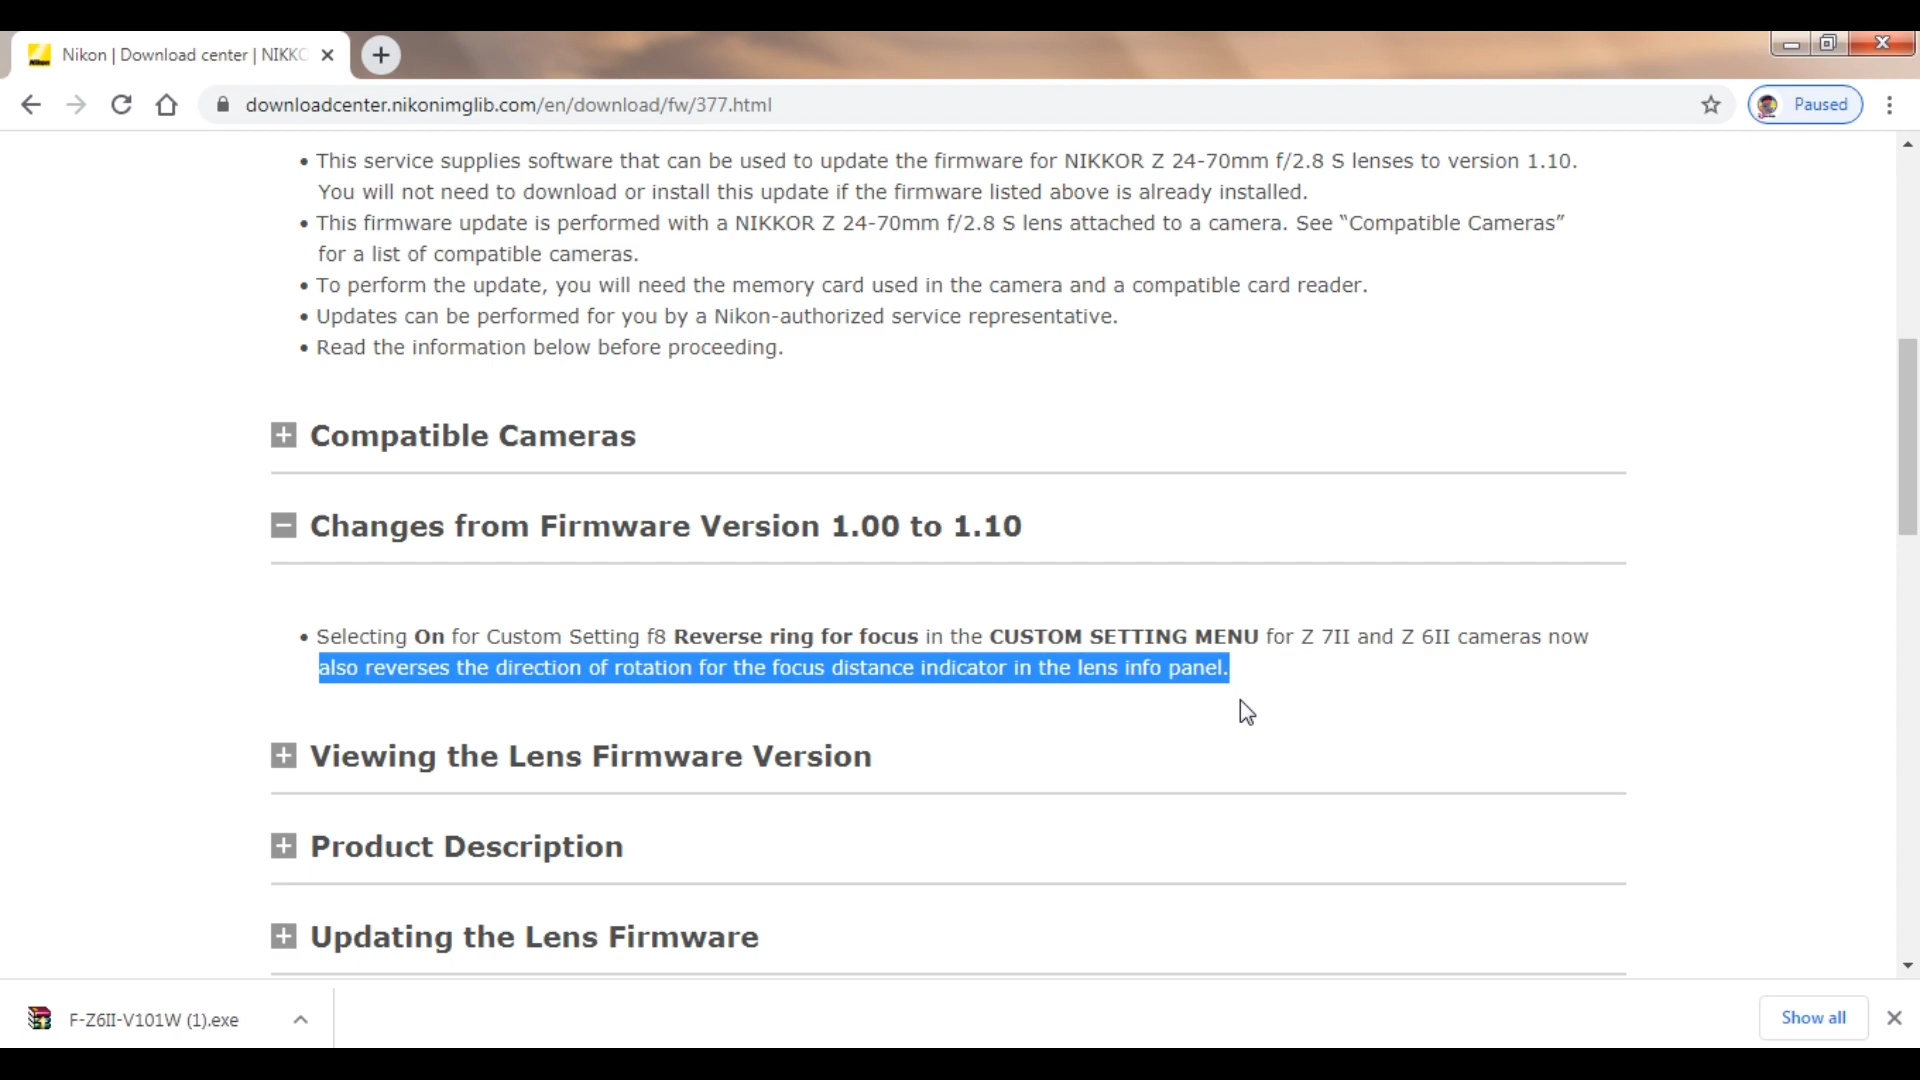 Nikon | Download center | NIKKO
downloadcenter.nikonimglib.com/en/download/fw/377.html
Paused
• This service supplies software that can be used to update the firmware for NIKKOR Z 24-70mm f/2.8 S lenses to version 1.10.
You will not need to download or install this update if the firmware listed above is already installed.
• This firmware update is performed with a NIKKOR Z 24-70mm f/2.8 S lens attached to a camera. See “Compatible Cameras”
for a list of compatible cameras.
• To perform the update, you will need the memory card used in the camera and a compatible card reader.
• Updates can be performed for you by a Nikon-authorized service representative.
• Read the information below before proceeding.
Compatible Cameras
Changes from Firmware Version 1.00 to 1.10
• Selecting On for Custom Setting f8 Reverse ring for focus in the CUSTOM SETTING MENU for Z 7II and Z 6II cameras now
also reverses the direction of rotation for the focus distance indicator in the lens info panel.
Viewing the Lens Firmware Version
Product Description
Updating the Lens Firmware
F-Z6II-V101W (1).exe
Show all